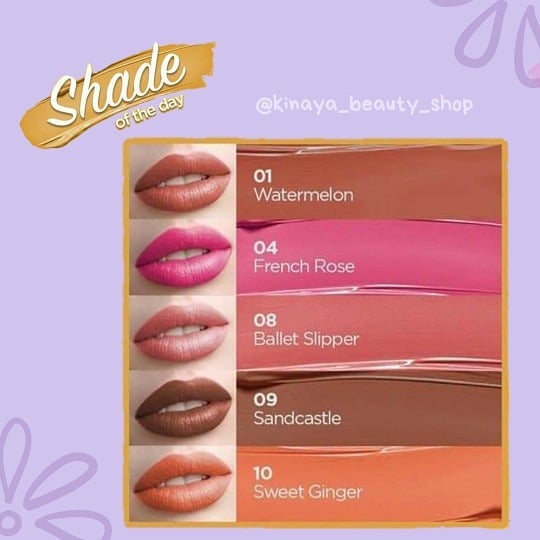 Shade
of the day
@kinaya_beauty_shop
01
Watermelon
04
French Rose
08
Ballet Slipper
09
Sandcastle
10
Sweet Ginger